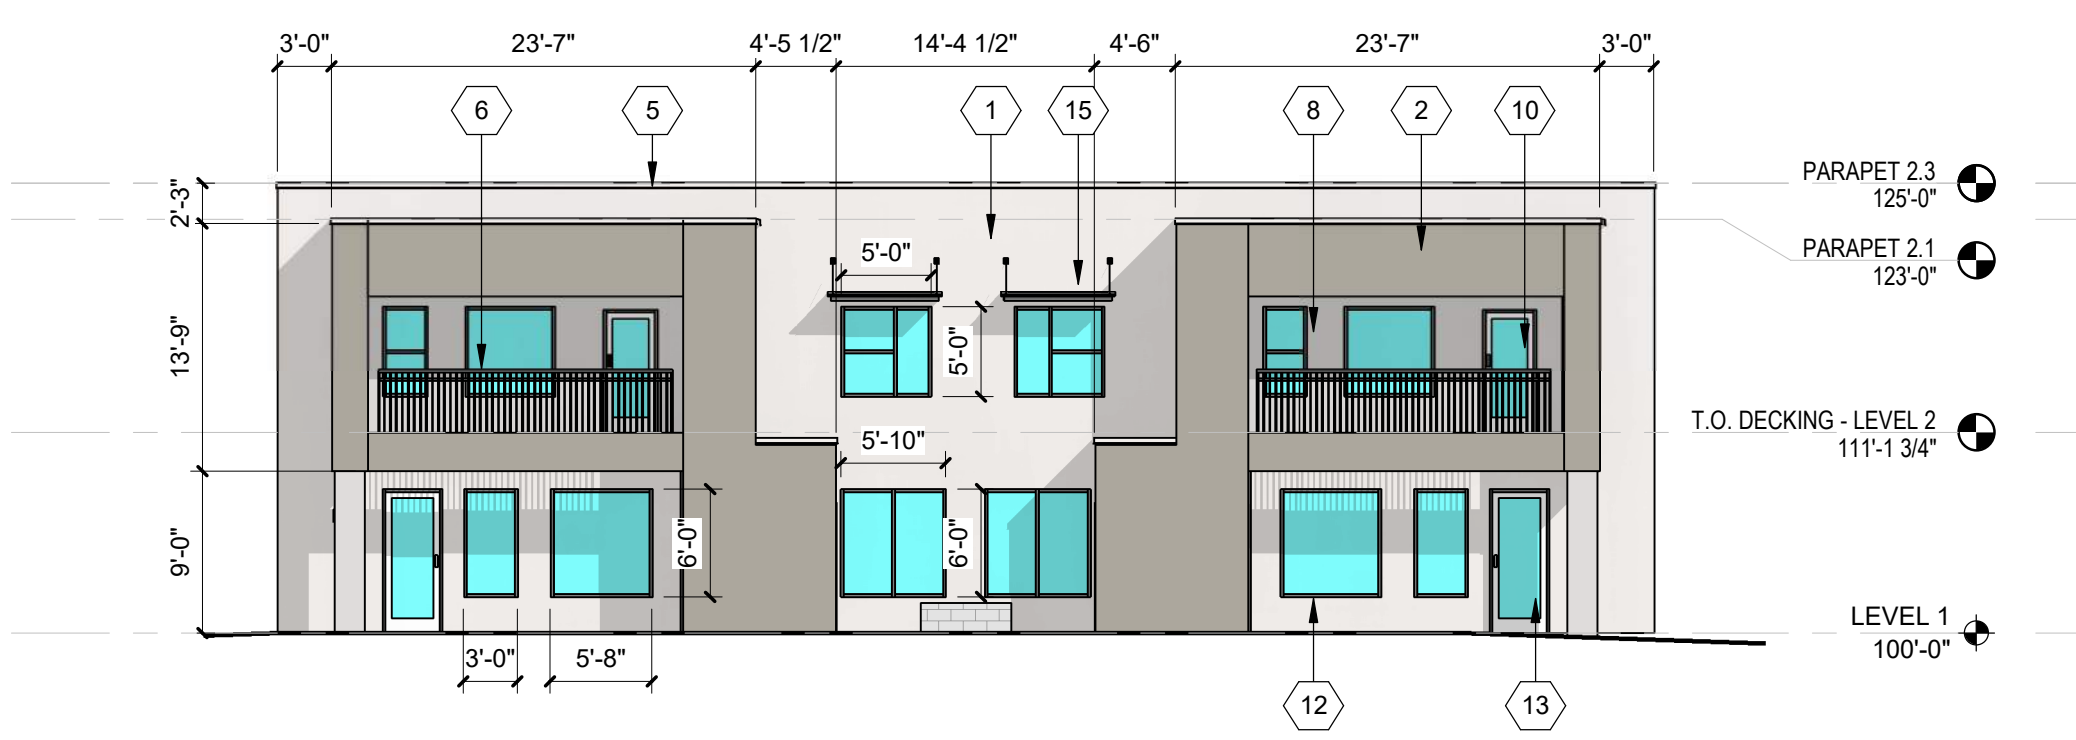 3'-0" 23'-7" 4'-5 1/2" 14'-4 1/2" 4'-6" 23'-7" 3'-0"
6 5 1 15 8 2 10
PARAPET 2.3
125'-0"
2'-3"
PARAPET 2.1
123'-0"
5'-0"
13'-9"
5'-0"
T.O. DECKING - LEVEL 2
111'-1 3/4"
5'-10"
9'-0"
6'-0"
6'-0"
LEVEL 1
100'-0"
3'-0" 5'-8"
12 13